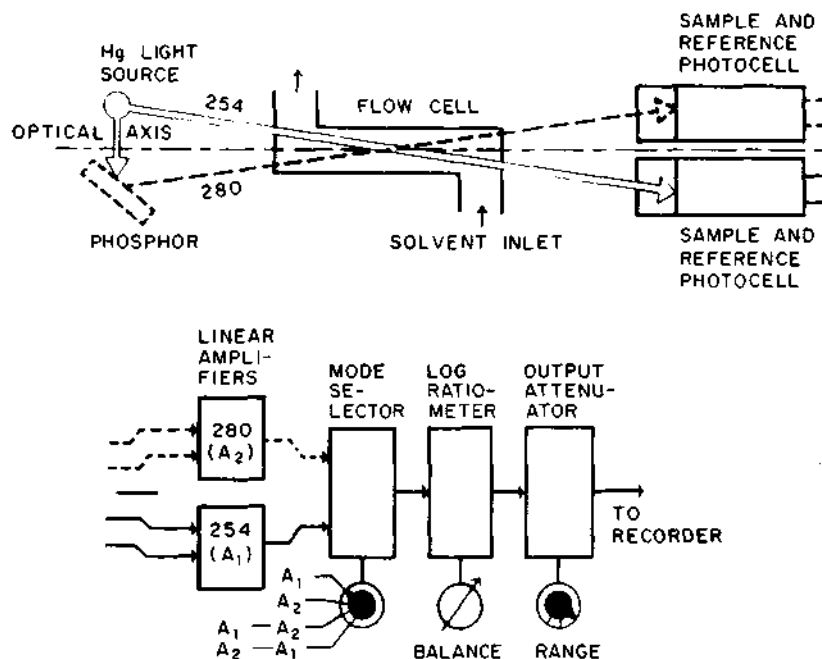 Hg LIGHT
SOURCE
254
FLOW CELL
SAMPLE AND
REFERENCE
PHOTOCELL
OPTICAL AXIS
280
PHOSPHOR
SOLVENT INLET
SAMPLE AND
REFERENCE
PHOTOCELL
LINEAR
AMPLI-
FIERS
MODE
SE-
LECTOR
LOG
RATIO-
METER
OUTPUT
ATTENU-
ATOR
280
(A₂)
254
(A₁)
TO
RECORDER
A₁
A₂
A₁ — A₂
A₂ — A₁
BALANCE
RANGE